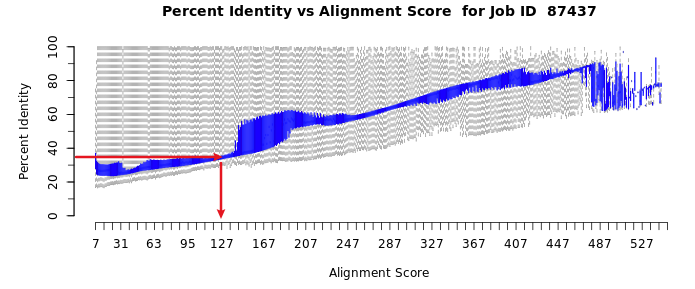 Percent Identity vs Alignment Score for Job ID 87437
Percent Identity
100
80
60
40
20
0
7 31 63 95 127 167 207 247 287 327 367 407 447 487 527
Alignment Score